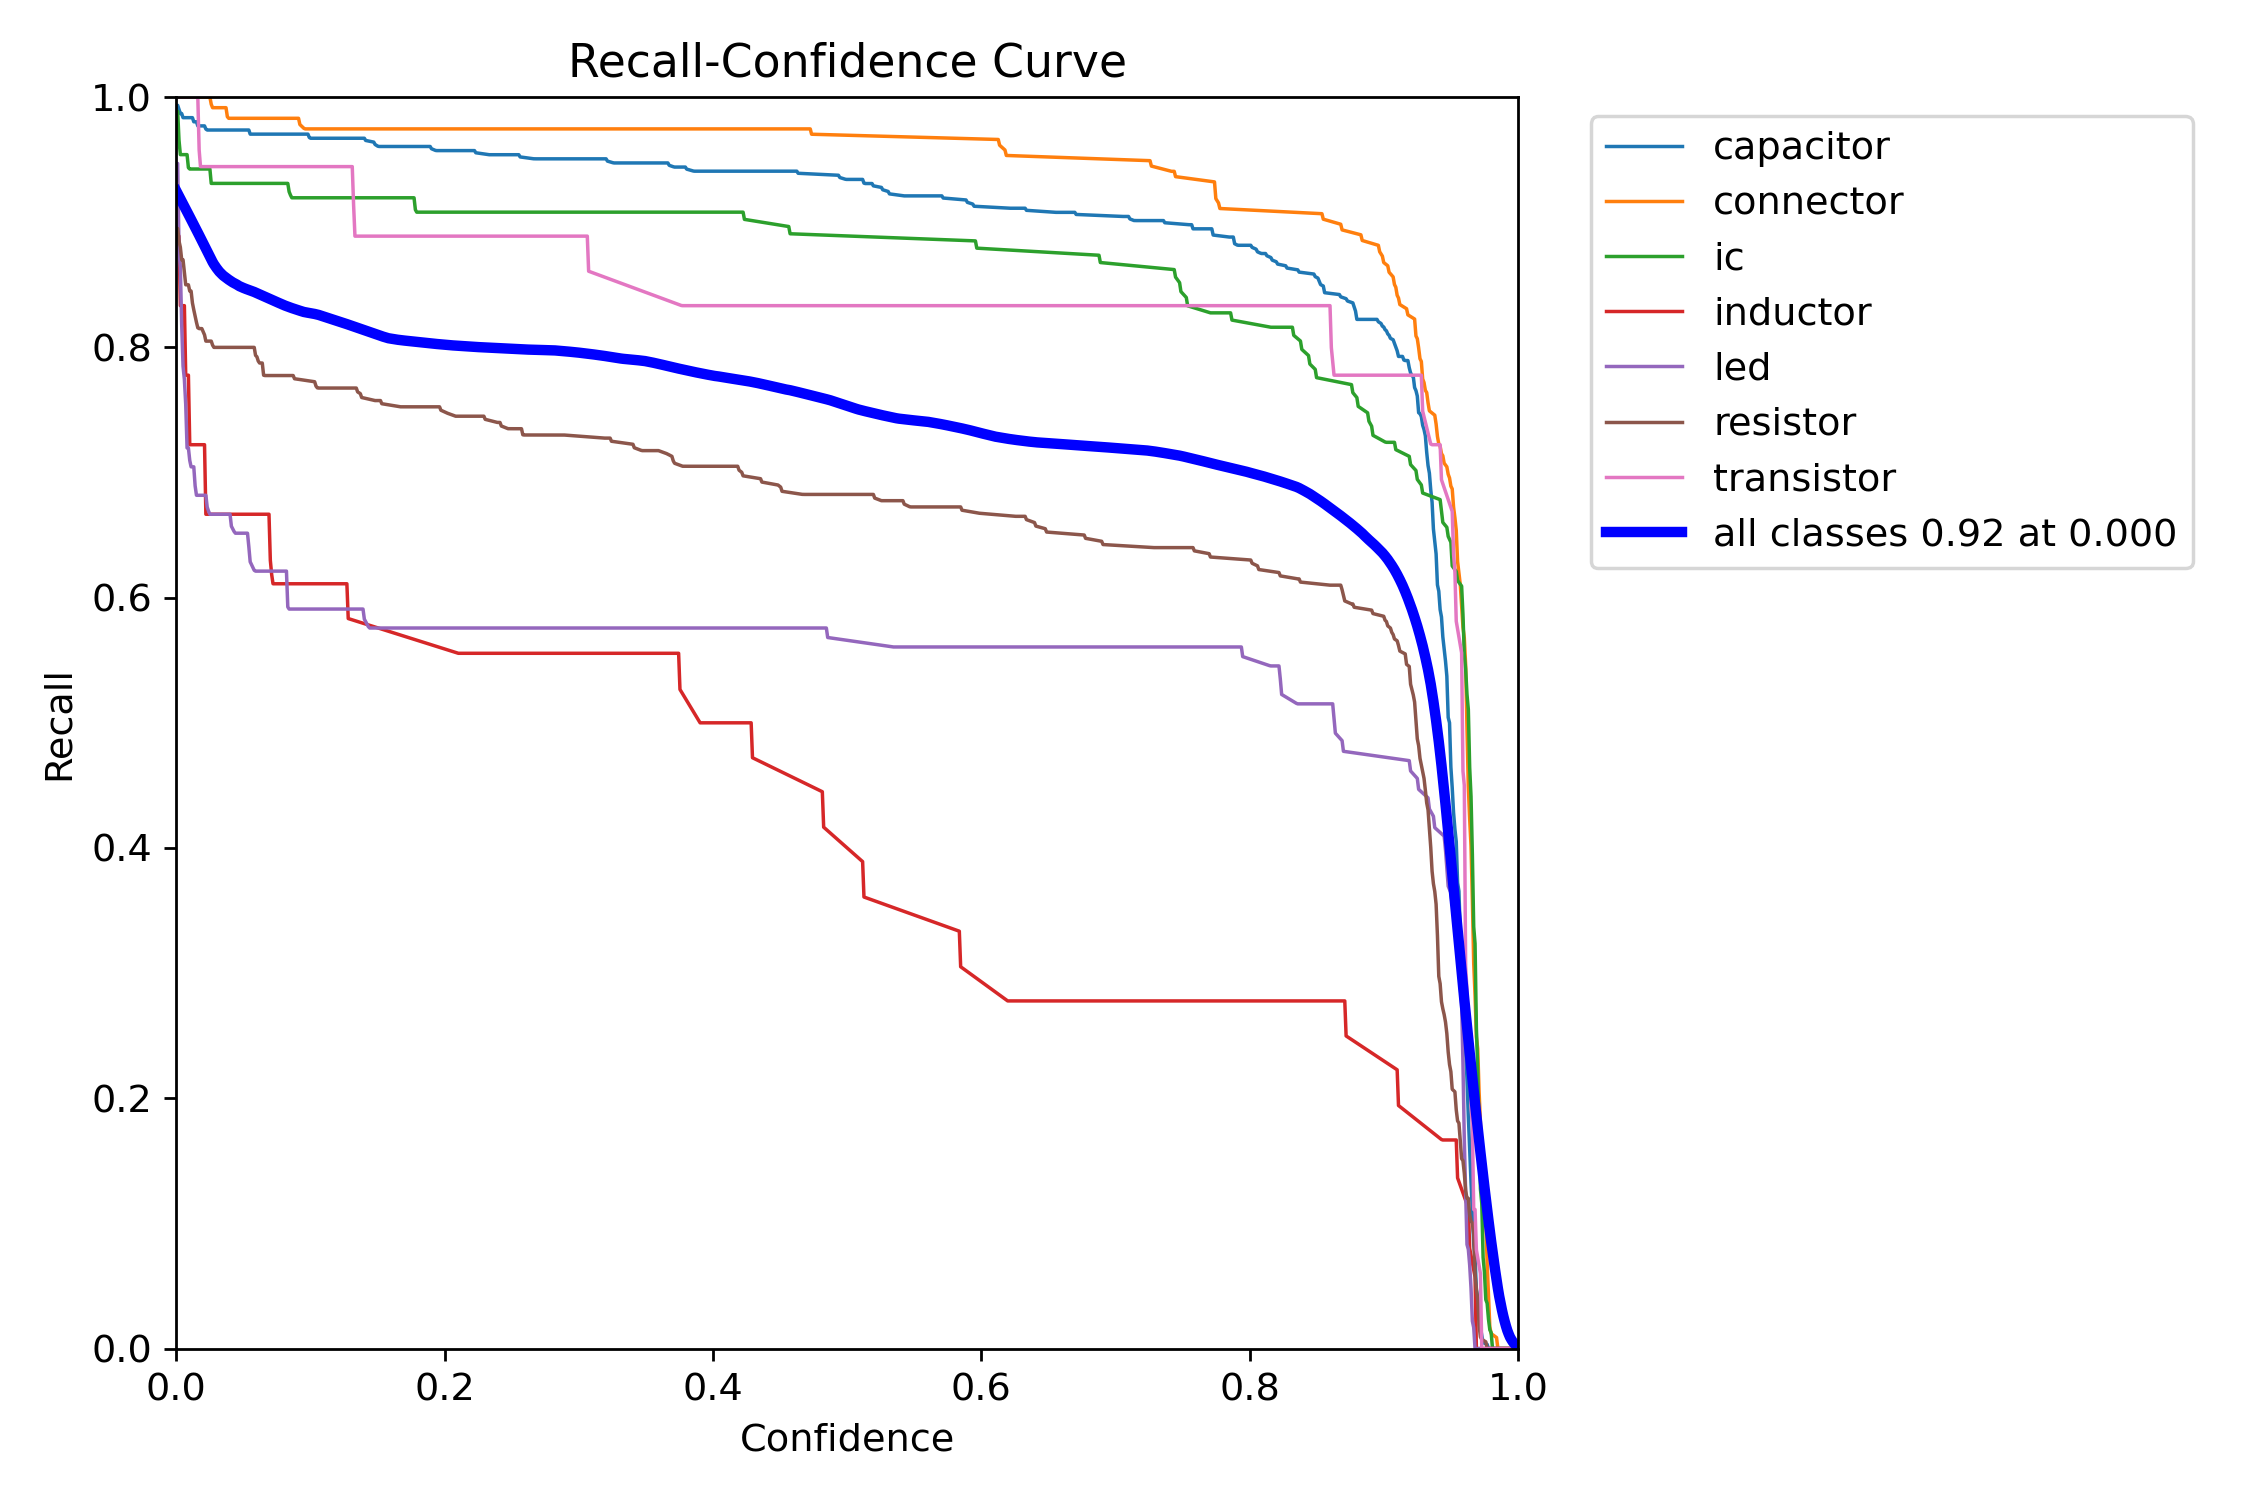 Recall-Confidence Curve
1.0
0.8
0.6
0.4
0.2
0.0
Recall
0.0 0.2 0.4 0.6 0.8 1.0
Confidence
capacitor
connector
ic
inductor
led
resistor
transistor
all classes 0.92 at 0.000